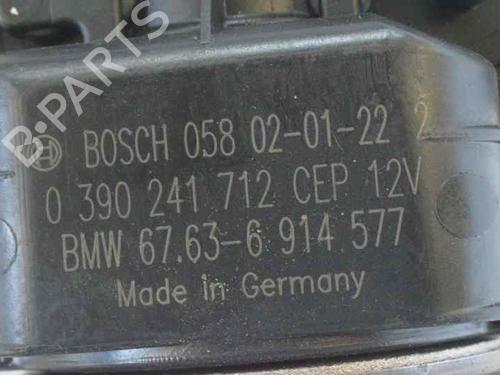 B-PARTS
BOSCH 058 02-01-22 2
0 390 241 712 CEP 12V
BMW 67.63-6 914 577
Made in Germany